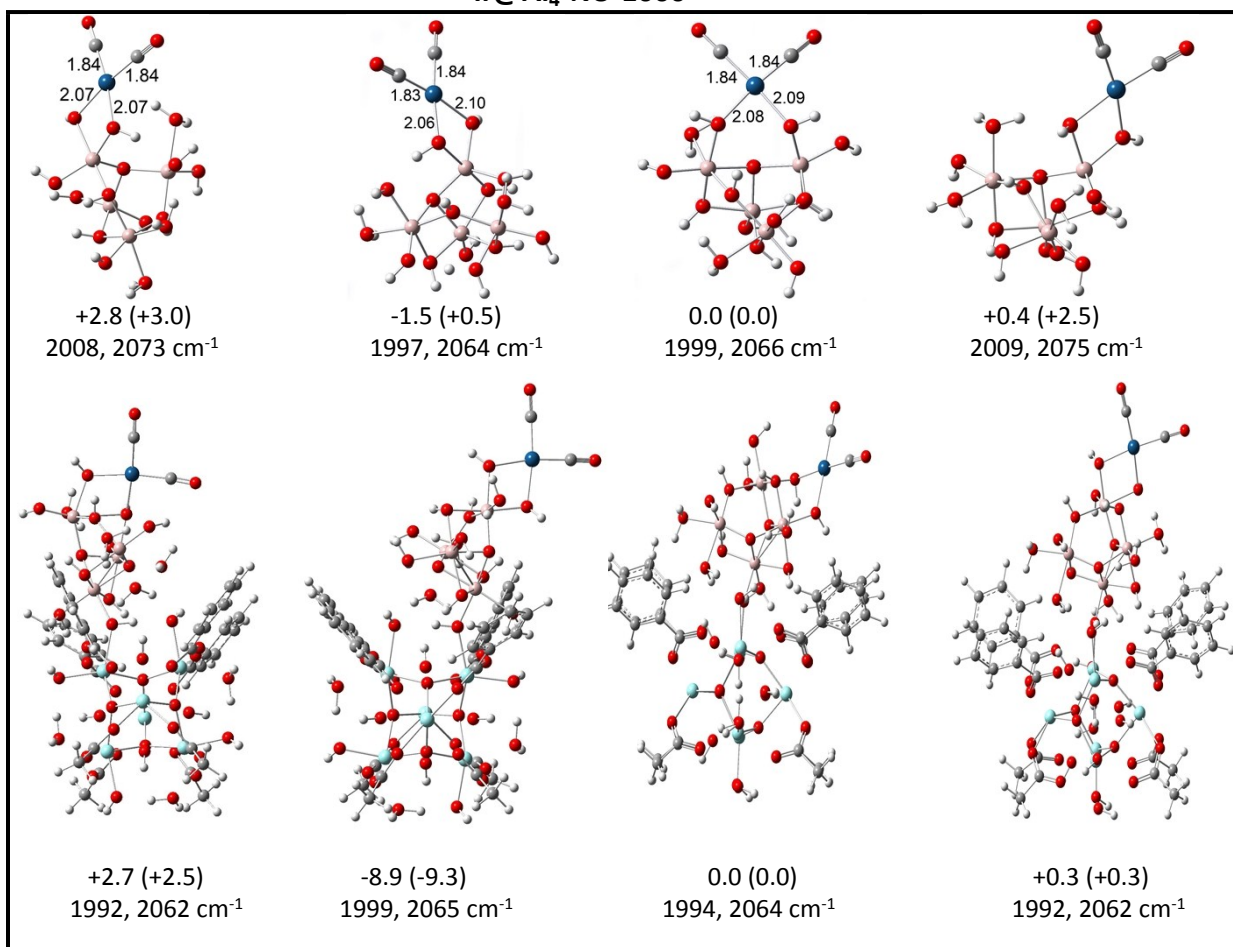 1.84
1.84
2.07
2.07
1.84
1.83
2.10
2.06
1.84
1.84
2.09
2.08
+2.8 (+3.0)
2008, 2073 cm-1
-1.5 (+0.5)
1997, 2064 cm-1
0.0 (0.0)
1999, 2066 cm-1
+0.4 (+2.5)
2009, 2075 cm-1
+2.7 (+2.5)
1992, 2062 cm-1
-8.9 (-9.3)
1999, 2065 cm-1
0.0 (0.0)
1994, 2064 cm-1
+0.3 (+0.3)
1992, 2062 cm-1